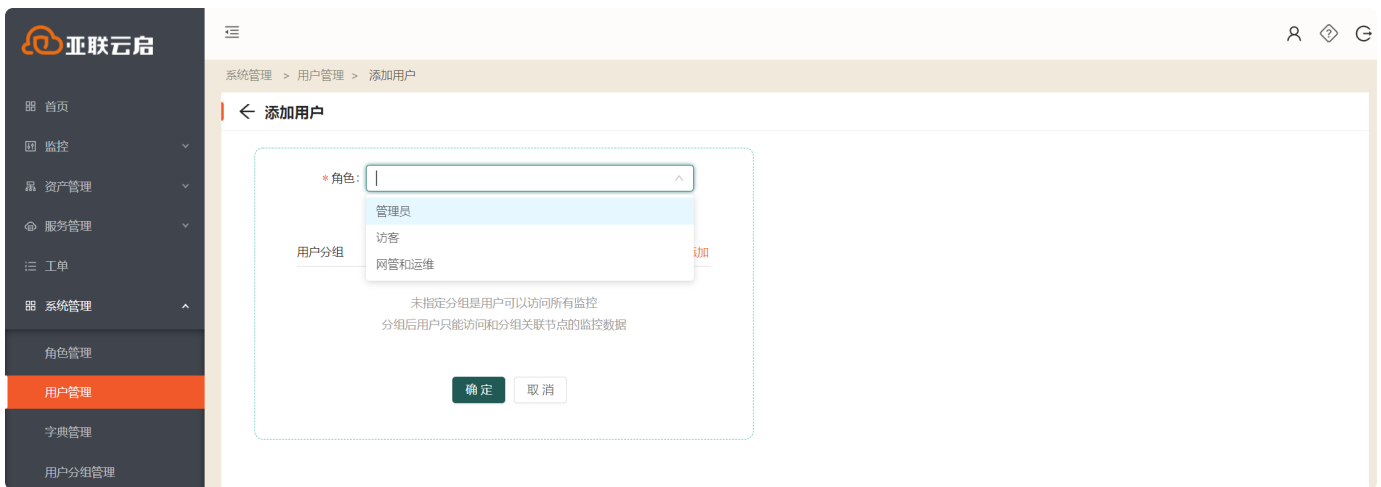 亚联云启
系统管理 > 用户管理 > 添加用户
首页
监控
资产管理
服务管理
工单
系统管理
角色管理
用户管理
字典管理
用户分组管理
添加用户
* 角色:
管理员
访客
网管和运维
用户分组
加
未指定分组是用户可以访问所有监控
分组后用户只能访问和分组关联节点的监控数据
确定 取消